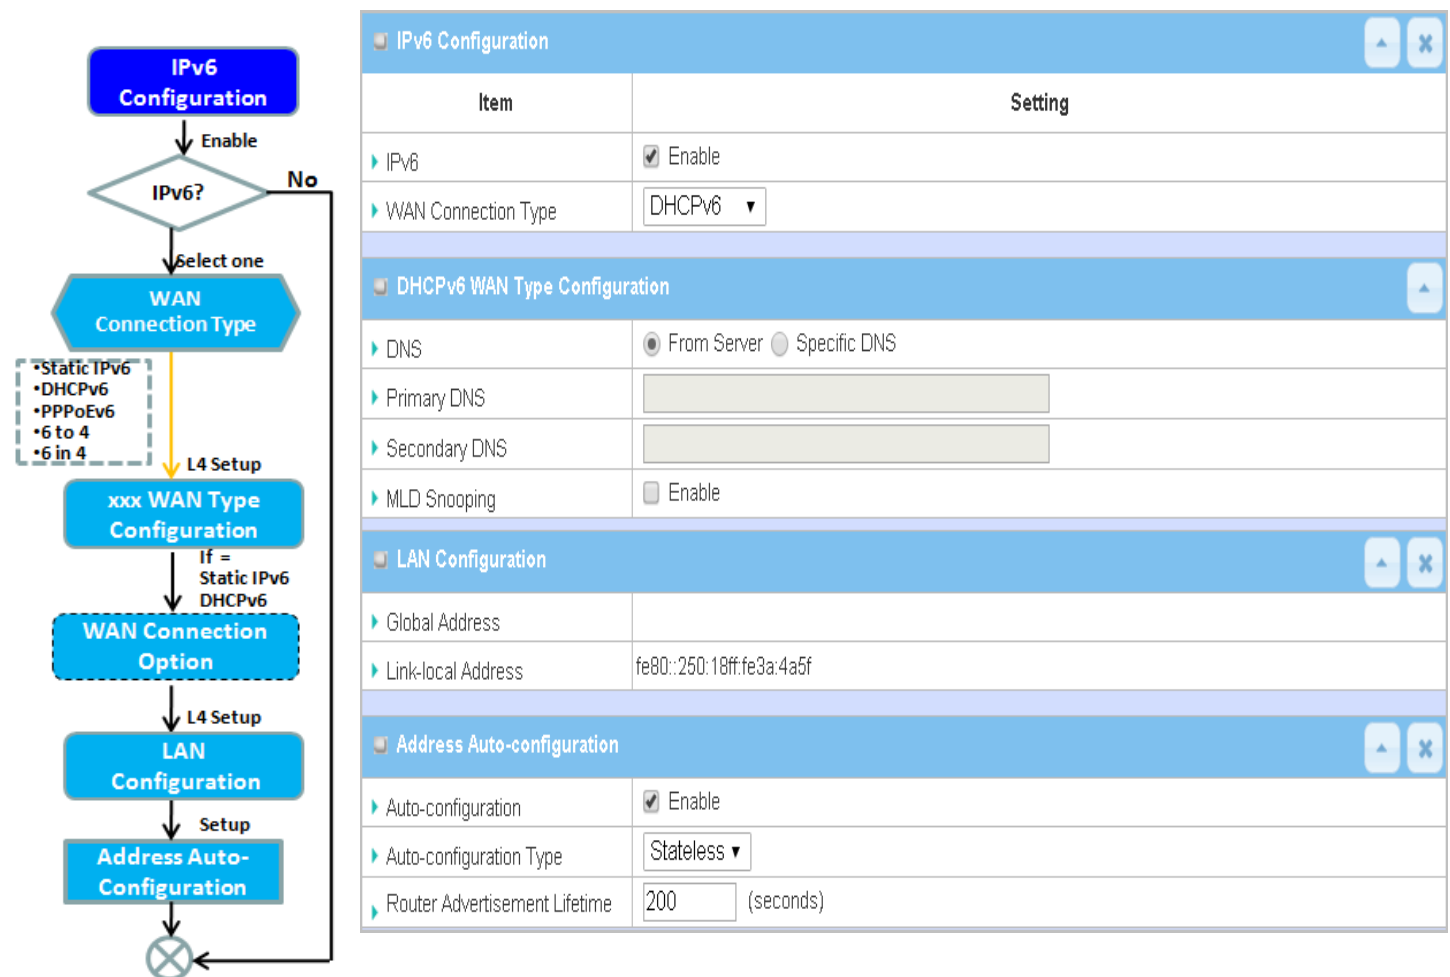 IPv6
Configuration
Enable
IPv6?
No
Select one
WAN
Connection Type
•Static IPv6
•DHCPv6
•PPPoEv6
•6 to 4
•6 in 4
L4 Setup
xxx WAN Type
Configuration
If =
Static IPv6
DHCPv6
WAN Connection
Option
L4 Setup
LAN
Configuration
Setup
Address Auto-
Configuration
IPv6 Configuration
Item Setting
IPv6 Enable
WAN Connection Type DHCPv6
DHCPv6 WAN Type Configuration
DNS From Server Specific DNS
Primary DNS
Secondary DNS
MLD Snooping Enable
LAN Configuration
Global Address
Link-local Address fe80::250:18ff:fe3a:4a5f
Address Auto-configuration
Auto-configuration Enable
Auto-configuration Type Stateless
Router Advertisement Lifetime 200 (seconds)